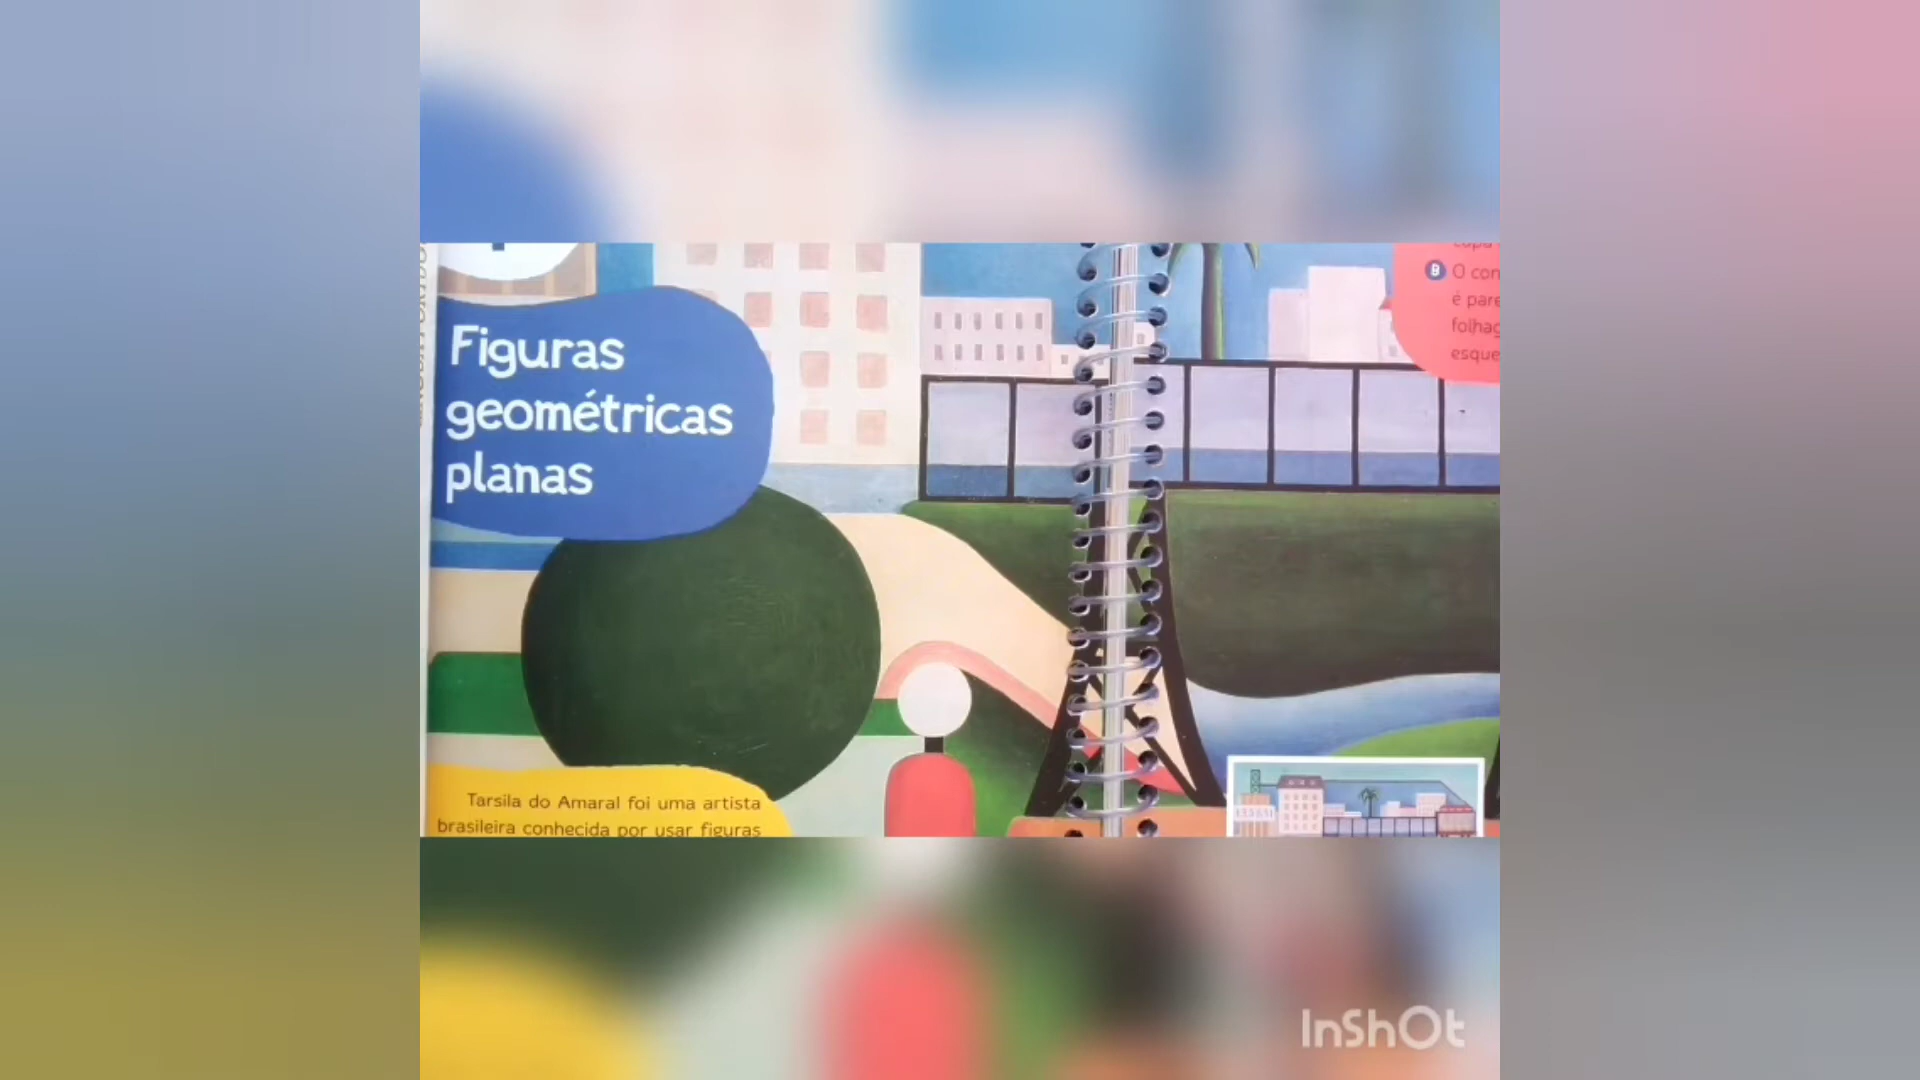 Figuras
geométricas
planas
B O con
é pare
folhag
esque
Tarsila do Amaral foi uma artista
brasileira conhecida por usar figuras
InShOt